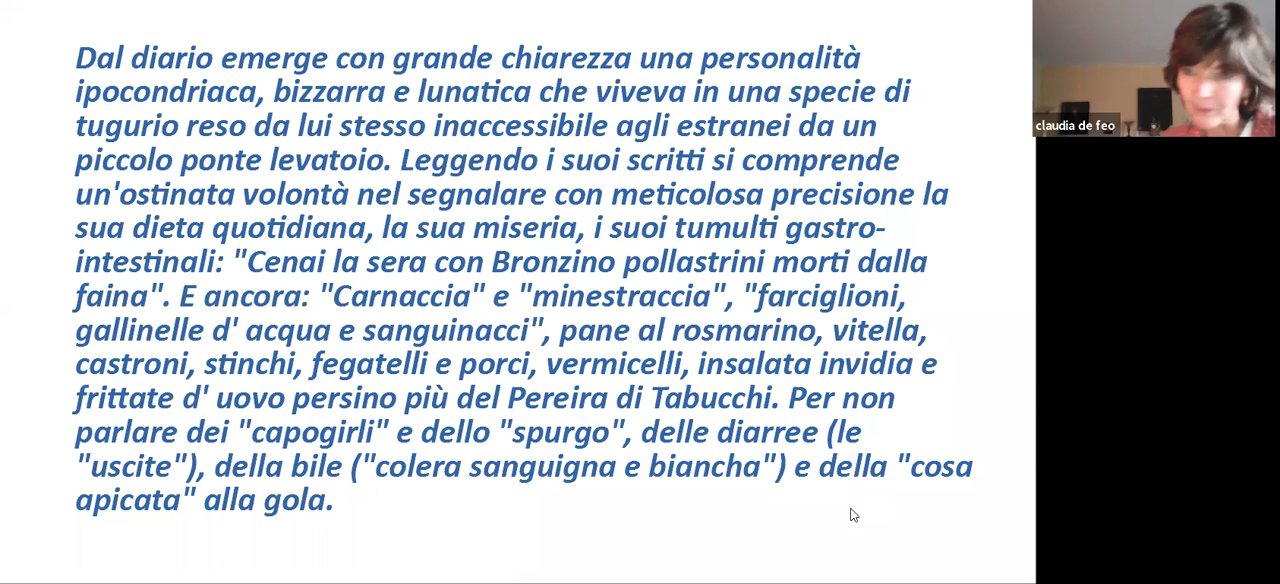 Dal diario emerge con grande chiarezza una personalità
ipocondriaca, bizzarra e lunatica che viveva in una specie di
tugurio reso da lui stesso inaccessibile agli estranei da un
piccolo ponte levatoio. Leggendo i suoi scritti si comprende
un'ostinata volontà nel segnalare con meticolosa precisione la
sua dieta quotidiana, la sua miseria, i suoi tumulti gastro-
intestinali: "Cenai la sera con Bronzino pollastrini morti dalla
faina". E ancora: "Carnaccia" e "minestraccia", "farciglioni,
gallinelle d' acqua e sanguinacci", pane al rosmarino, vitella,
castroni, stinchi, fegatelli e porci, vermicelli, insalata invidia e
frittate d' uovo persino più del Pereira di Tabucchi. Per non
parlare dei "capogirli" e dello "spurgo", delle diarree (le
"uscite"), della bile ("colera sanguigna e biancha") e della "cosa
apicata" alla gola.
claudia de feo